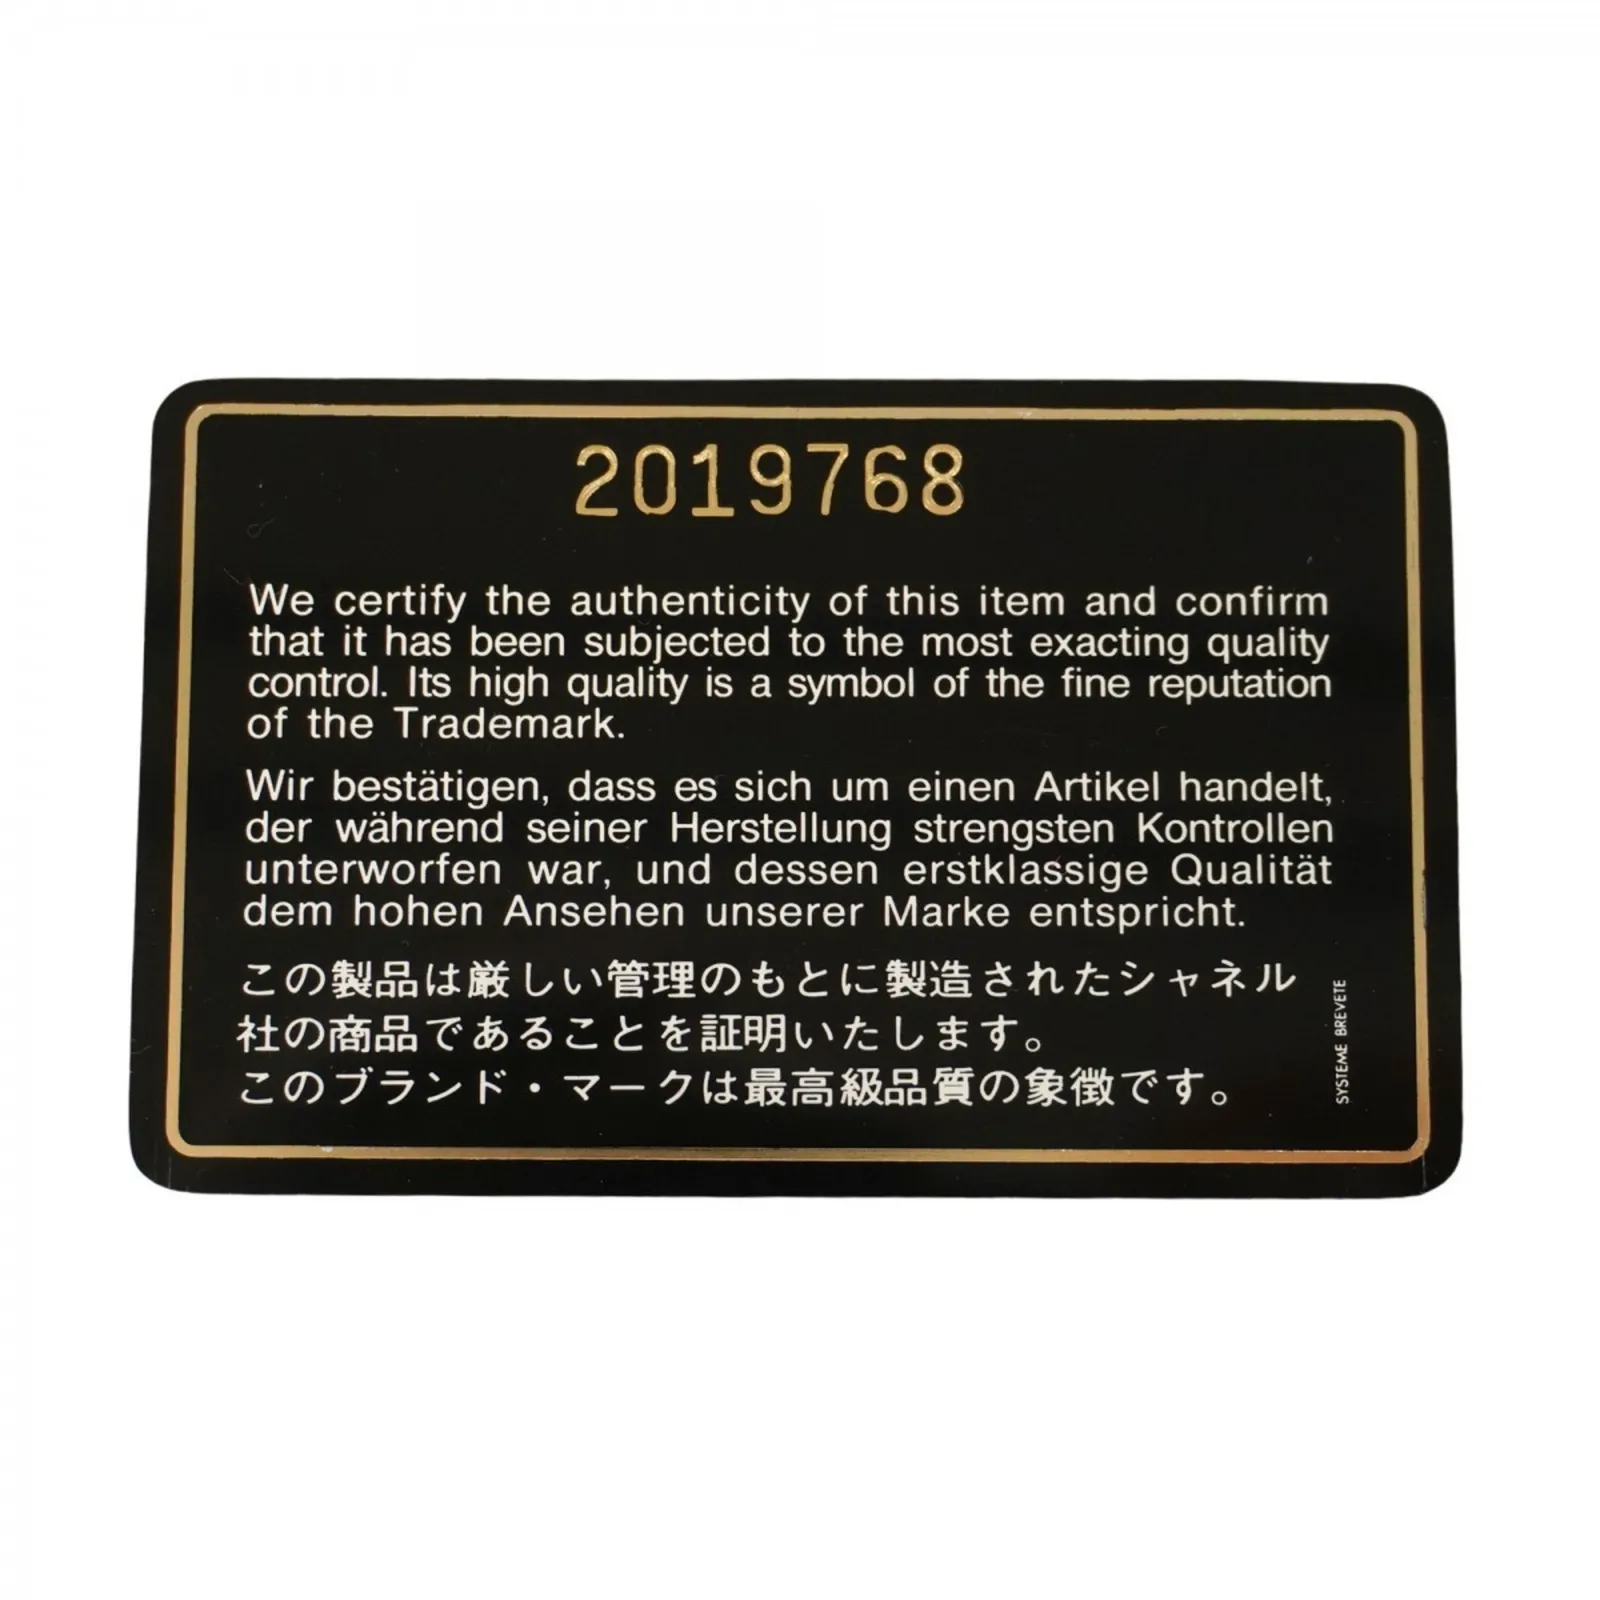 2019768
We certify the authenticity of this item and confirm
that it has been subjected to the most exacting quality
control. Its high quality is a symbol of the fine reputation
of the Trademark.
Wir bestätigen, dass es sich um einen Artikel handelt,
der während seiner Herstellung strengsten Kontrollen
unterworfen war, und dessen erstklassige Qualität
dem hohen Ansehen unserer Marke entspricht.
この製品は厳しい管理のもとに製造されたシャネル
社の商品であることを証明いたします。
このブランド・マークは最高級品質の象徴です。
SYSTEME BREVETE